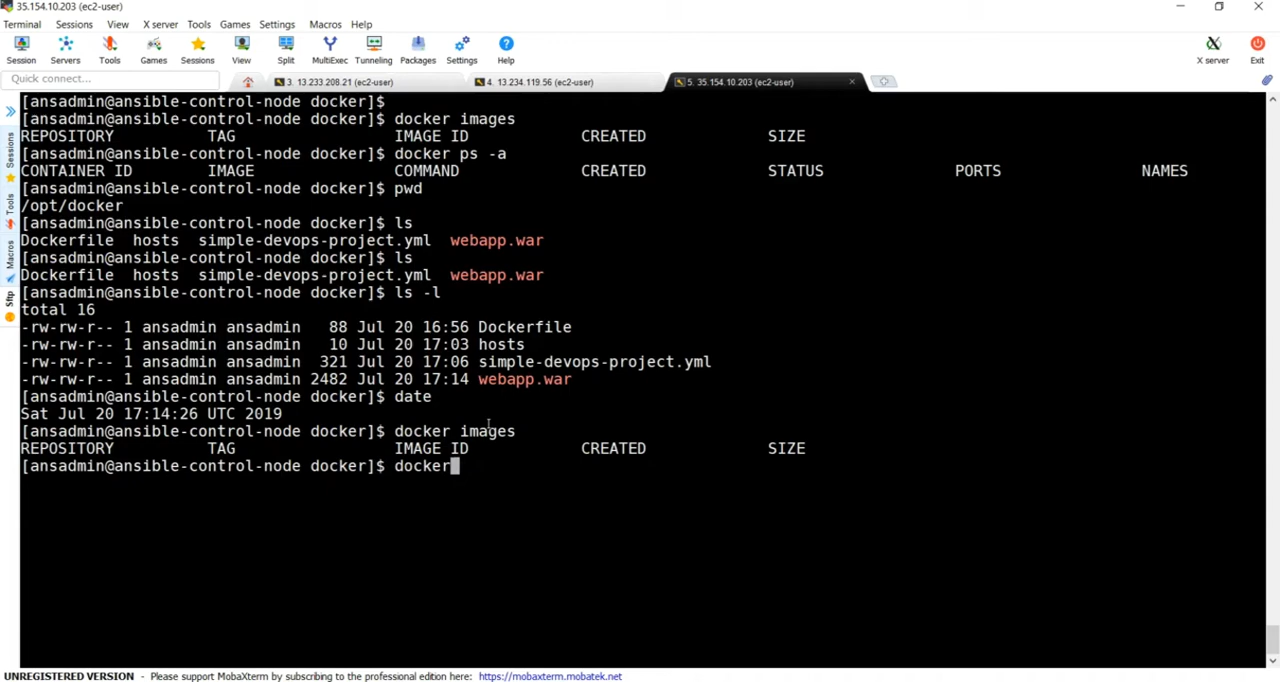 35.154.10.203 (ec2-user)
Terminal Sessions View X server Tools Games Settings Macros Help
Session Servers Tools Games Sessions View Split MultiExec Tunneling Packages Settings Help X server Exit
Quick connect... 3. 13.233.208.21 (ec2-user) 4. 13.234.119.56 (ec2-user) 5. 35.154.10.203 (ec2-user)
Sessions
Tools
Macros
Sftp
[ansadmin@ansible-control-node docker]$
[ansadmin@ansible-control-node docker]$ docker images
REPOSITORY TAG IMAGE ID CREATED SIZE
[ansadmin@ansible-control-node docker]$ docker ps -a
CONTAINER ID IMAGE COMMAND CREATED STATUS PORTS NAMES
[ansadmin@ansible-control-node docker]$ pwd
/opt/docker
[ansadmin@ansible-control-node docker]$ ls
Dockerfile hosts simple-devops-project.yml webapp.war
[ansadmin@ansible-control-node docker]$ ls
Dockerfile hosts simple-devops-project.yml webapp.war
[ansadmin@ansible-control-node docker]$ ls -l
total 16
-rw-rw-r-- 1 ansadmin ansadmin 88 Jul 20 16:56 Dockerfile
-rw-rw-r-- 1 ansadmin ansadmin 10 Jul 20 17:03 hosts
-rw-rw-r-- 1 ansadmin ansadmin 321 Jul 20 17:06 simple-devops-project.yml
-rw-rw-r-- 1 ansadmin ansadmin 2482 Jul 20 17:14 webapp.war
[ansadmin@ansible-control-node docker]$ date
Sat Jul 20 17:14:26 UTC 2019
[ansadmin@ansible-control-node docker]$ docker images
REPOSITORY TAG IMAGE ID CREATED SIZE
[ansadmin@ansible-control-node docker]$ docker
UNREGISTERED VERSION - Please support MobaXterm by subscribing to the professional edition here: https://mobaxterm.mobatek.net